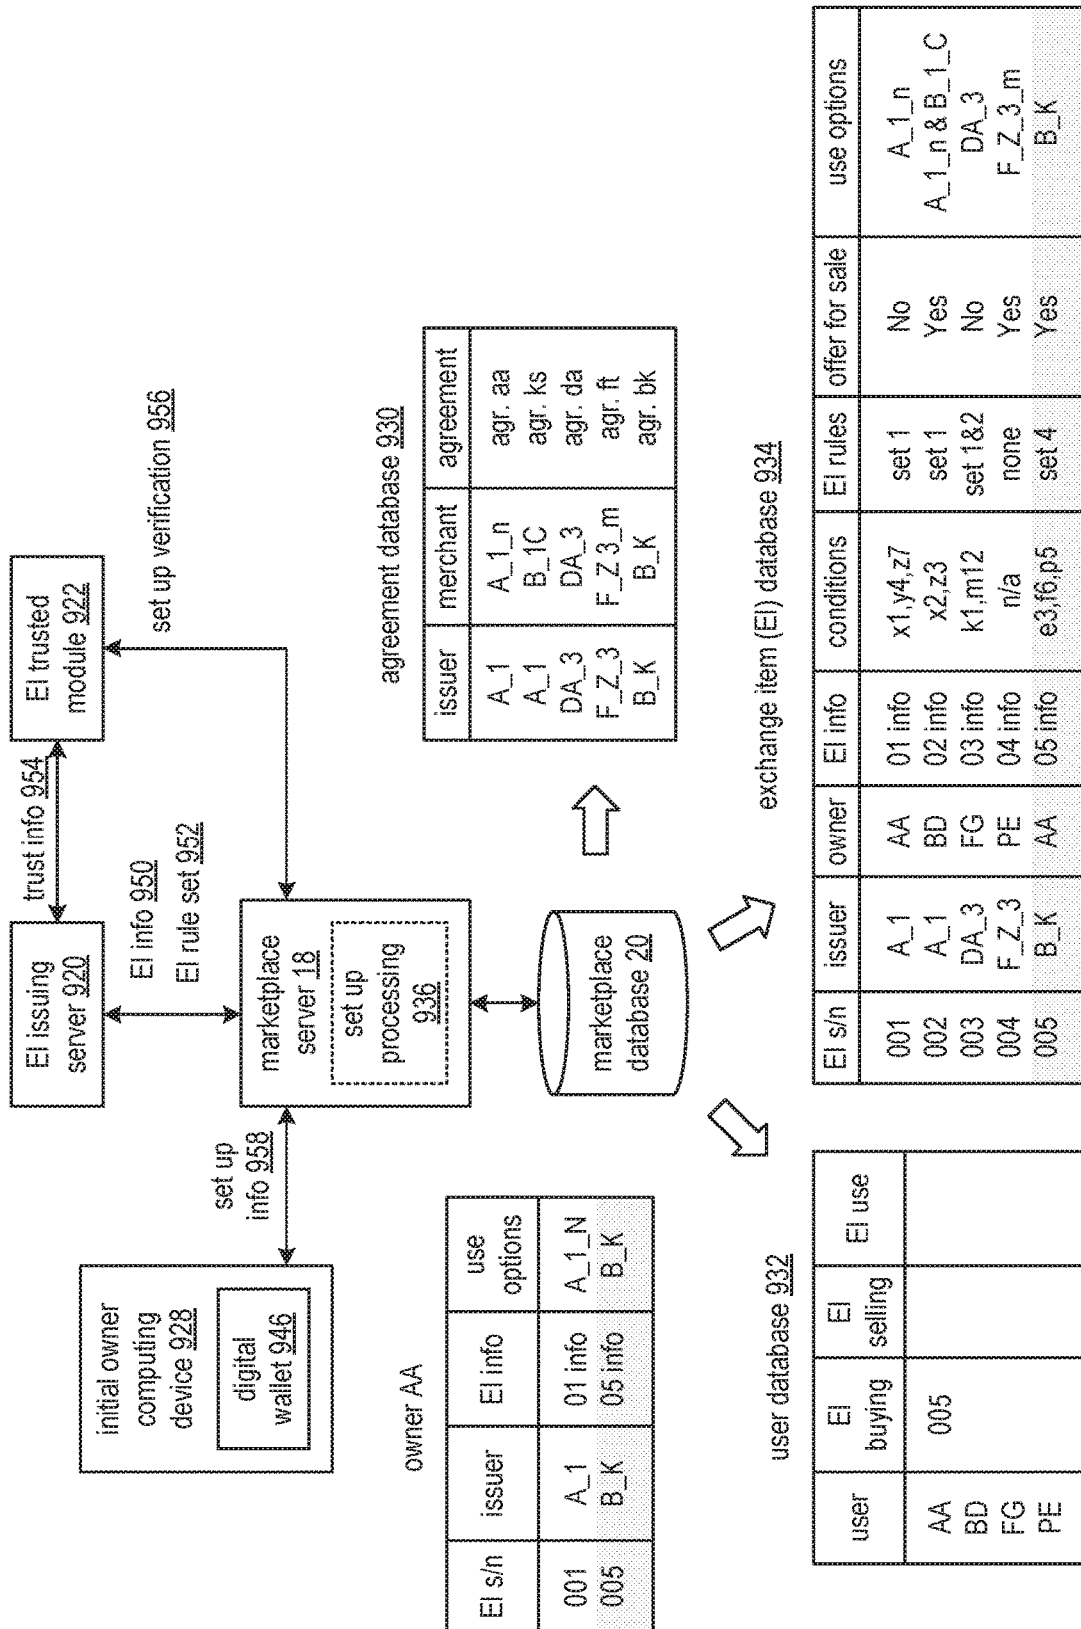 EI issuing
server 920
trust info 954
EI trusted
module 922
EI info 950
EI rule set 952
set up verification 956
initial owner
computing
device 928
digital
wallet 946
set up
info 958
marketplace
server 18
set up
processing
936
marketplace
database 20
agreement database 930
issuer merchant agreement
A_1 A_1_n agr. aa
A_1 B_1C agr. ks
DA_3 DA_3 agr. da
F_Z_3 F_Z 3_m agr. ft
B_K B_K agr. bk
owner AA
EI s/n issuer EI info use
options
001 A_1 01 info A_1_N
005 B_K 05 info B_K
user database 932
user EI
buying EI
selling EI use
AA 005
BD
FG
PE
exchange item (EI) database 934
EI s/n issuer owner EI info conditions EI rules offer for sale use options
001 A_1 AA 01 info x1,y4,z7 set 1 No A_1_n
002 A_1 BD 02 info x2,z3 set 1 Yes A_1_n & B_1_C
003 DA_3 FG 03 info k1,m12 set 1&2 No DA_3
004 F_Z_3 PE 04 info n/a none Yes F_Z_3_m
005 B_K AA 05 info e3,f6,p5 set 4 Yes B_K